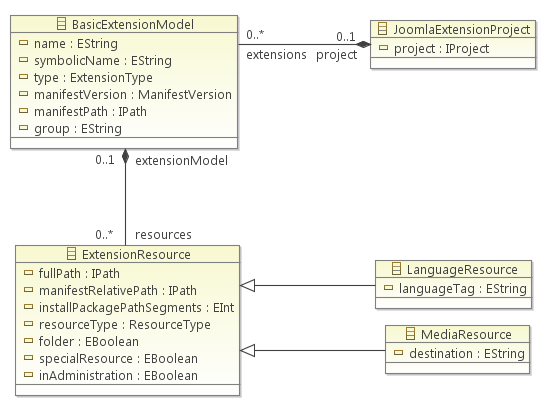 BasicExtensionModel
name : EString
symbolicName : EString
type : ExtensionType
manifestVersion : ManifestVersion
manifestPath : IPath
group : EString
0..*
0..1
extensions project
JoomlaExtensionProject
project : IProject
0..1 extensionModel
0..* resources
ExtensionResource
fullPath : IPath
manifestRelativePath : IPath
installPackagePathSegments : EInt
resourceType : ResourceType
folder : EBoolean
specialResource : EBoolean
inAdministration : EBoolean
LanguageResource
languageTag : EString
MediaResource
destination : EString